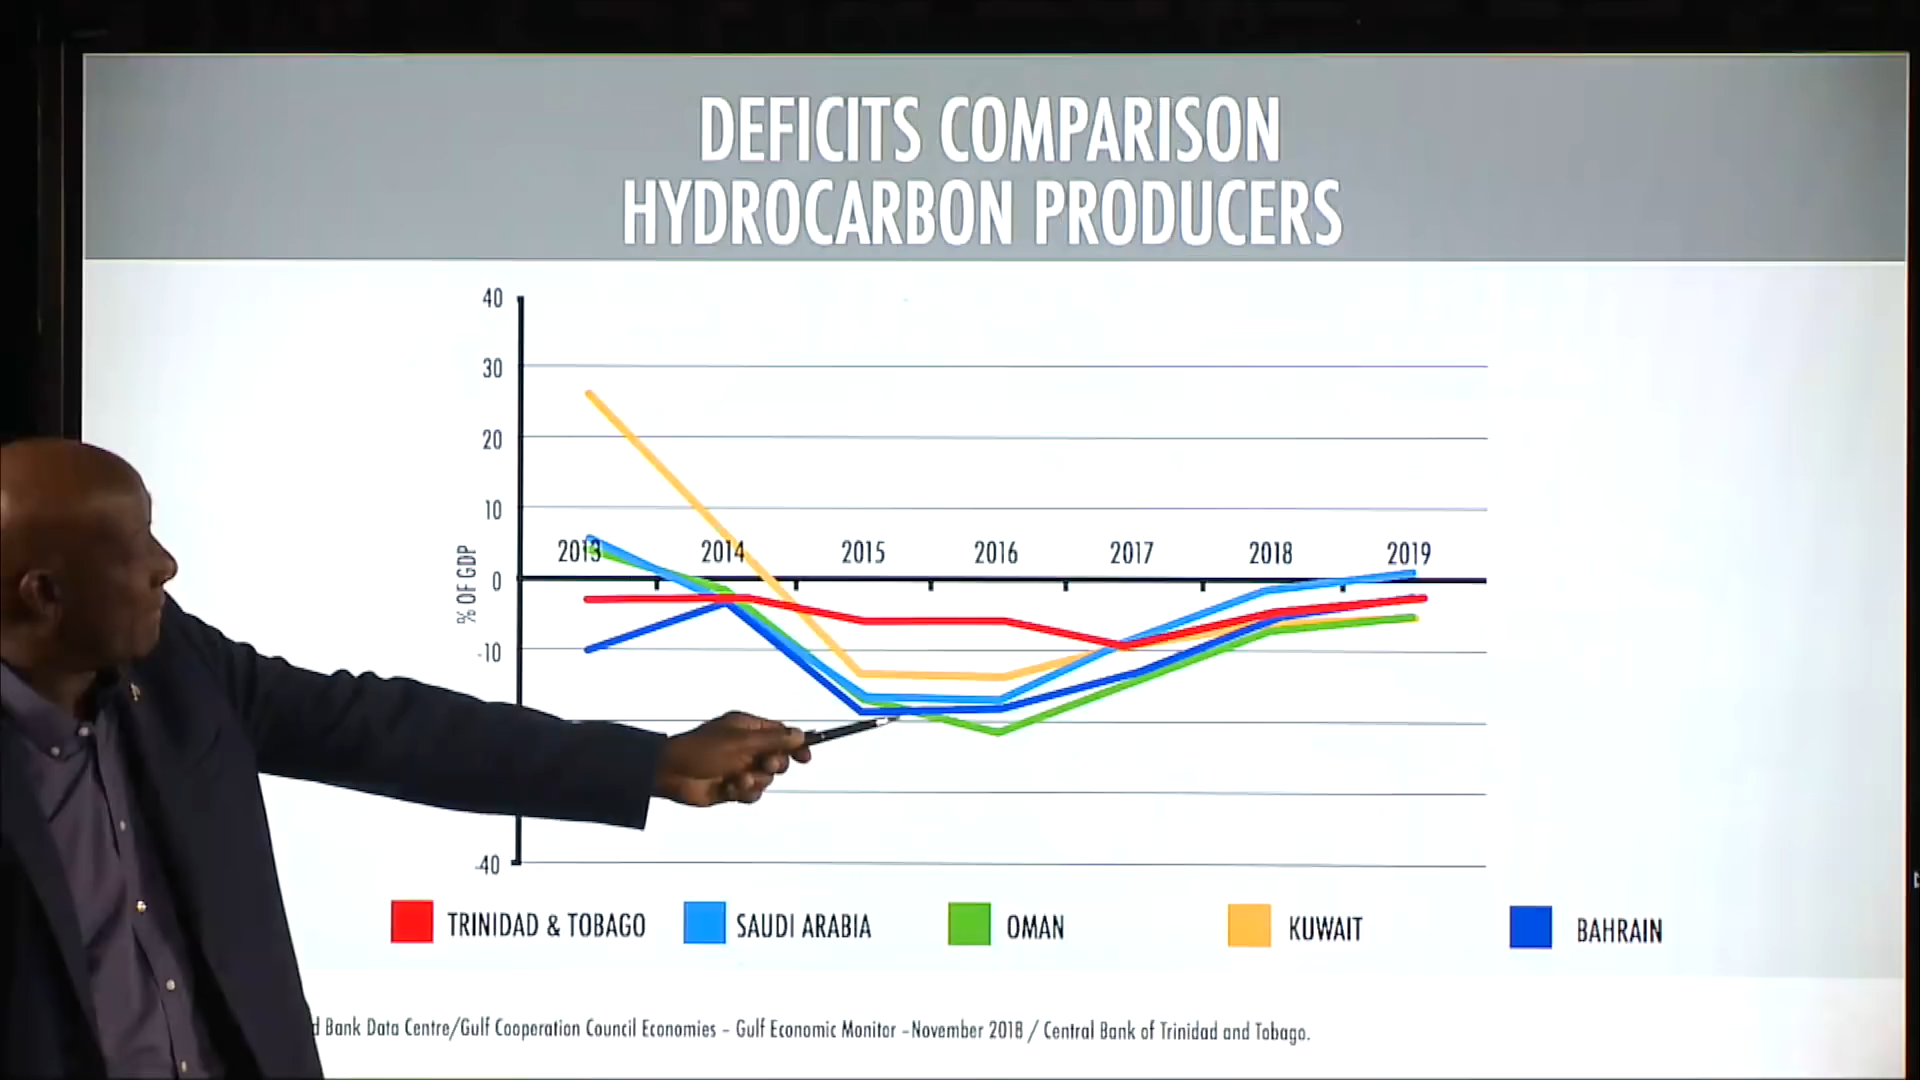 DEFICITS COMPARISON
HYDROCARBON PRODUCERS
40
30
20
10
0
-10
-40
% OF GDP
2013 2014 2015 2016 2017 2018 2019
TRINIDAD & TOBAGO SAUDI ARABIA OMAN KUWAIT BAHRAIN
Bank Data Centre/Gulf Cooperation Council Economies – Gulf Economic Monitor –November 2018 / Central Bank of Trinidad and Tobago.